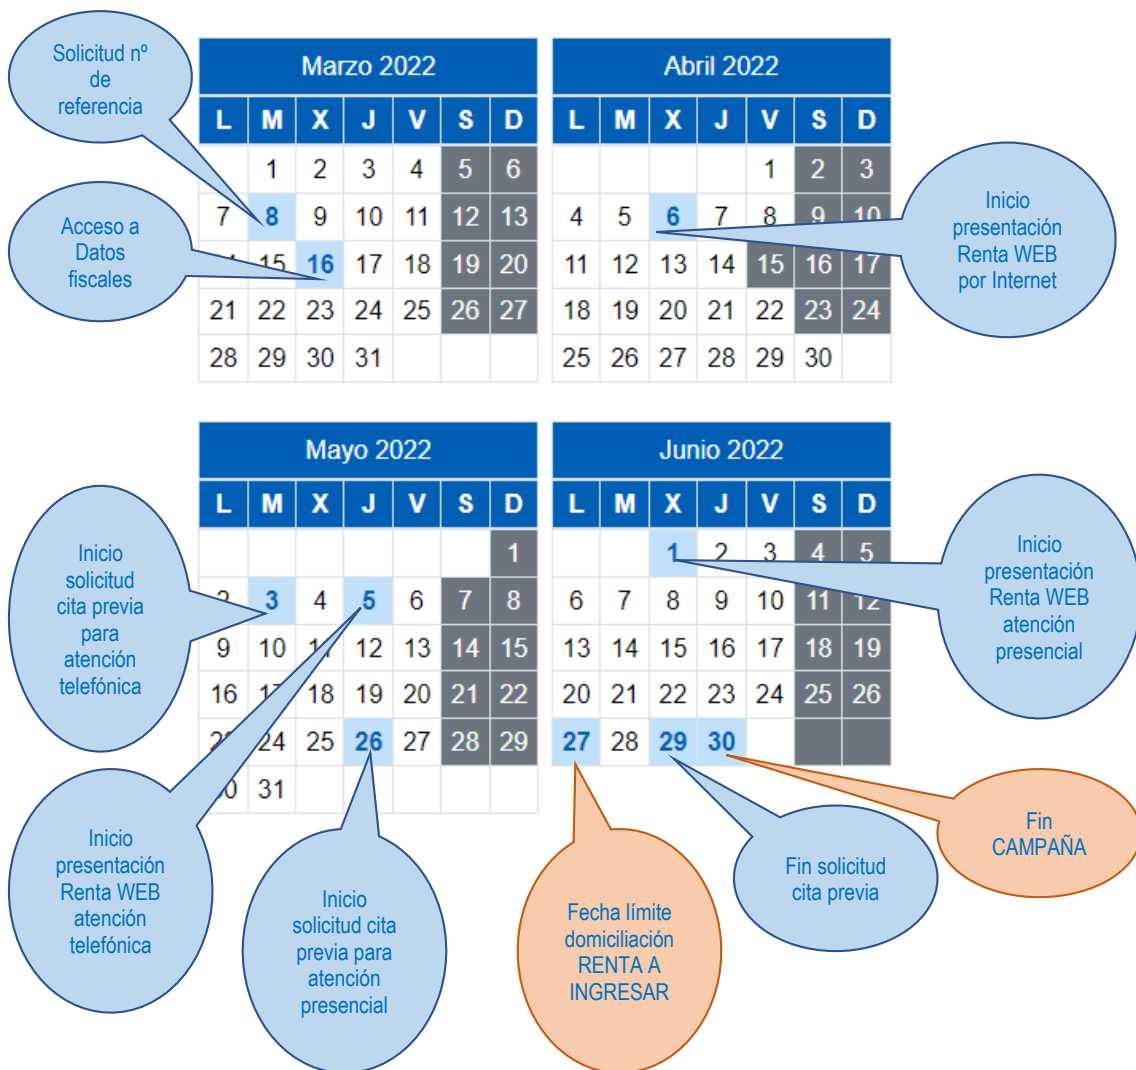 Solicitud nº
de
referencia
Acceso a
Datos
fiscales
Marzo 2022
L M X J V S D
1 2 3 4 5 6
7 8 9 10 11 12 13
15 16 17 18 19 20
21 22 23 24 25 26 27
28 29 30 31
Abril 2022
L M X J V S D
1 2 3
4 5 6 7 8 9 10
11 12 13 14 15 16 17
18 19 20 21 22 23 24
25 26 27 28 29 30
Inicio
presentación
Renta WEB
por Internet
Inicio
solicitud
cita previa
para
atención
telefónica
Mayo 2022
L M X J V S D
1
2 3 4 5 6 7 8
9 10 11 12 13 14 15
16 17 18 19 20 21 22
24 25 26 27 28 29
31
Junio 2022
L M X J V S D
1 2 3 4 5
6 7 8 9 10 11 12
13 14 15 16 17 18 19
20 21 22 23 24 25 26
27 28 29 30
Inicio
presentación
Renta WEB
atención
presencial
Inicio
presentación
Renta WEB
atención
telefónica
Inicio
solicitud cita
previa para
atención
presencial
Fecha límite
domiciliación
RENTA A
INGRESAR
Fin solicitud
cita previa
Fin
CAMPAÑA